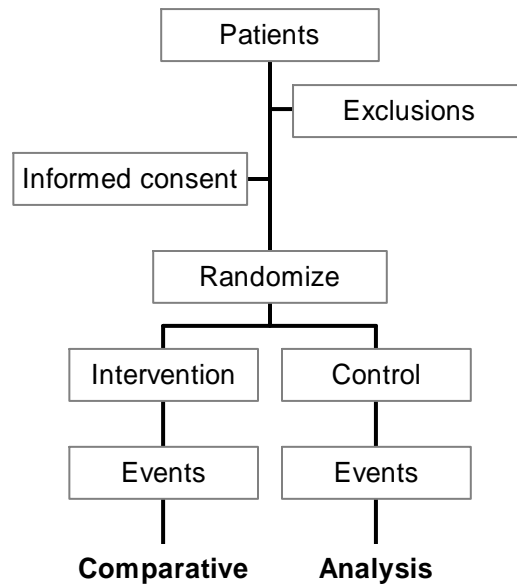 Patients
Exclusions
Informed consent
Randomize
Intervention Control
Events Events
Comparative Analysis